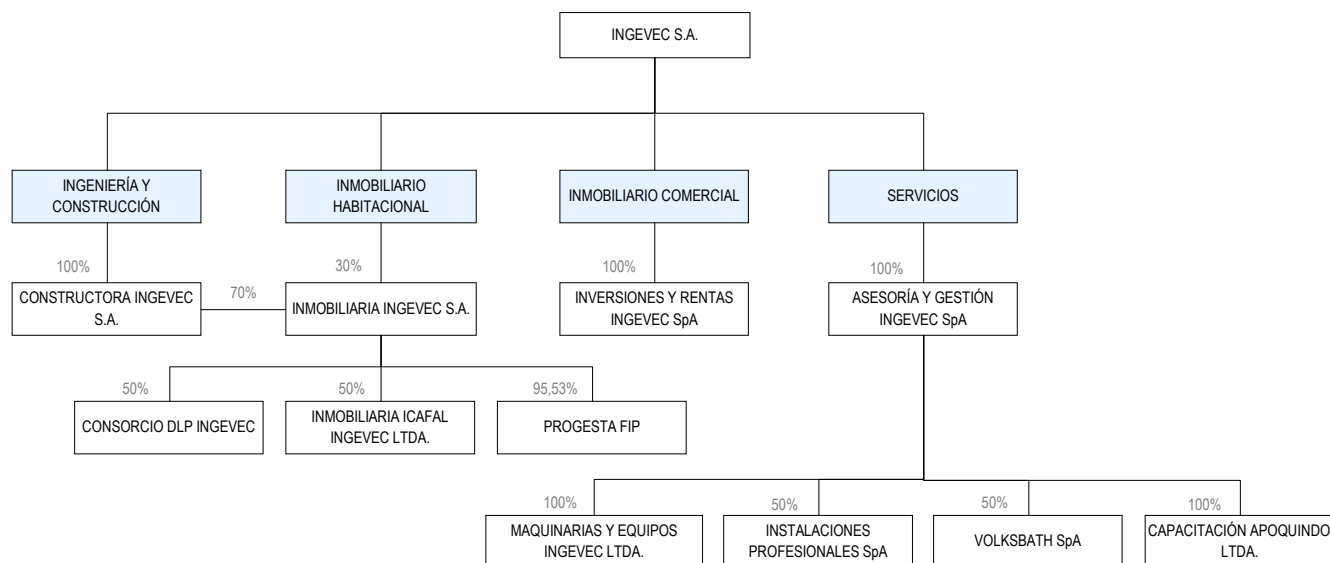 INGEVEC S.A.
INGENIERÍA Y
CONSTRUCCIÓN
INMOBILIARIO
HABITACIONAL
INMOBILIARIO COMERCIAL
SERVICIOS
100%
30%
100%
100%
CONSTRUCTORA INGEVEC
S.A.
70%
INMOBILIARIA INGEVEC S.A.
INVERSIONES Y RENTAS
INGEVEC SpA
ASESORÍA Y GESTIÓN
INGEVEC SpA
50%
50%
95,53%
CONSORCIO DLP INGEVEC
INMOBILIARIA ICAFAL
INGEVEC LTDA.
PROGESTA FIP
100%
50%
50%
100%
MAQUINARIAS Y EQUIPOS
INGEVEC LTDA.
INSTALACIONES
PROFESIONALES SpA
VOLKSBATH SpA
CAPACITACIÓN APOQUINDO
LTDA.